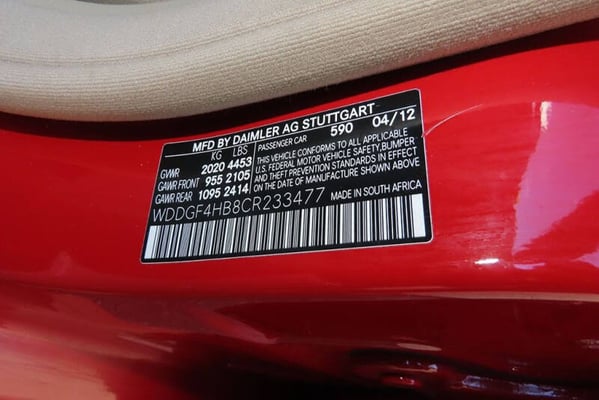 MFD BY DAIMLER AG STUTTGART
KG LBS PASSENGER CAR 590 04/12
GVWR 2020 4453 THIS VEHICLE CONFORMS TO ALL APPLICABLE
GAWR FRONT 955 2105 U.S. FEDERAL MOTOR VEHICLE SAFETY, BUMPER
GAWR REAR 1095 2414 AND THEFT PREVENTION STANDARDS IN EFFECT
ON THE DATE OF MANUFACTURE SHOWN ABOVE
WDDGF4HB8CR233477 MADE IN SOUTH AFRICA